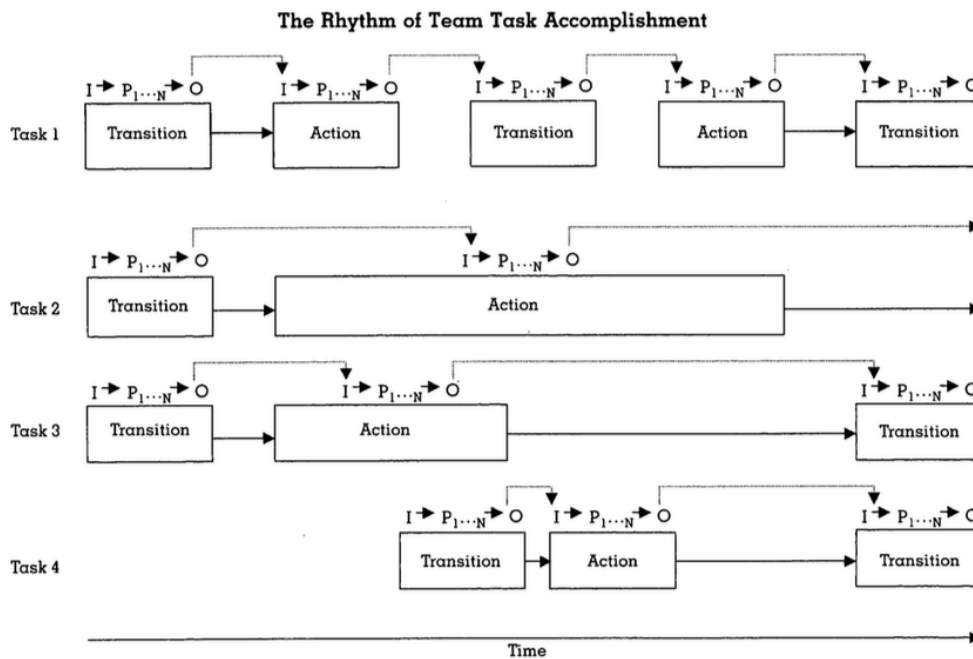 The Rhythm of Team Task Accomplishment
I P1...N O I P1...N O I P1...N O I P1...N O I P1...N O
Task 1 Transition Action Transition Action Transition
I P1...N O I P1...N O
Task 2 Transition Action
I P1...N O I P1...N O I P1...N O
Task 3 Transition Action Transition
I P1...N O I P1...N O I P1...N O
Task 4 Transition Action Transition
Time